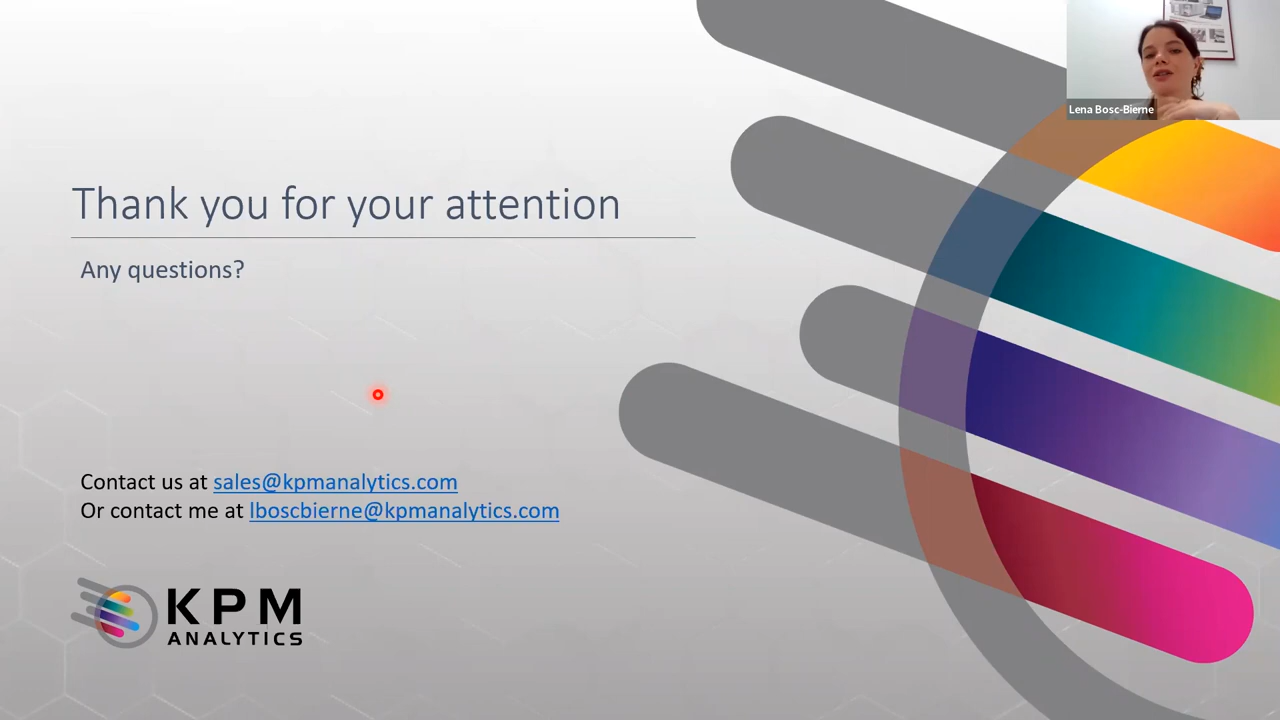 Lena Bosc-Bierne
Thank you for your attention
Any questions?
Contact us at sales@kpmanalytics.com
Or contact me at lboscbierne@kpmanalytics.com
KPM
ANALYTICS